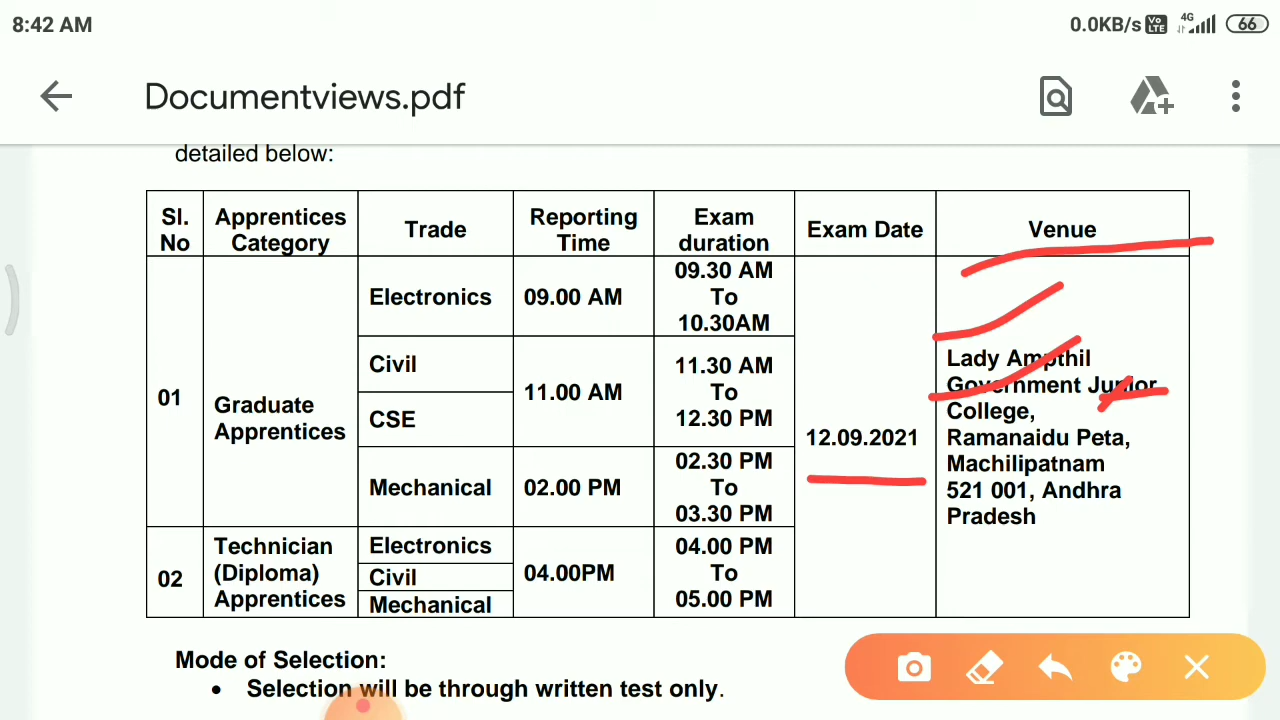 8:42 AM
0.0KB/s Vo LTE 4G 66
Documentviews.pdf
detailed below:
Sl. No
Apprentices Category
Trade
Reporting Time
Exam duration
Exam Date
Venue
01
Graduate Apprentices
Electronics
09.00 AM
09.30 AM
To
10.30AM
Civil
CSE
11.00 AM
11.30 AM
To
12.30 PM
Mechanical
02.00 PM
02.30 PM
To
03.30 PM
02
Technician
(Diploma)
Apprentices
Electronics
Civil
Mechanical
04.00PM
04.00 PM
To
05.00 PM
12.09.2021
Lady Ampthil
Government Junior
College,
Ramanaidu Peta,
Machilipatnam
521 001, Andhra
Pradesh
Mode of Selection:
• Selection will be through written test only.